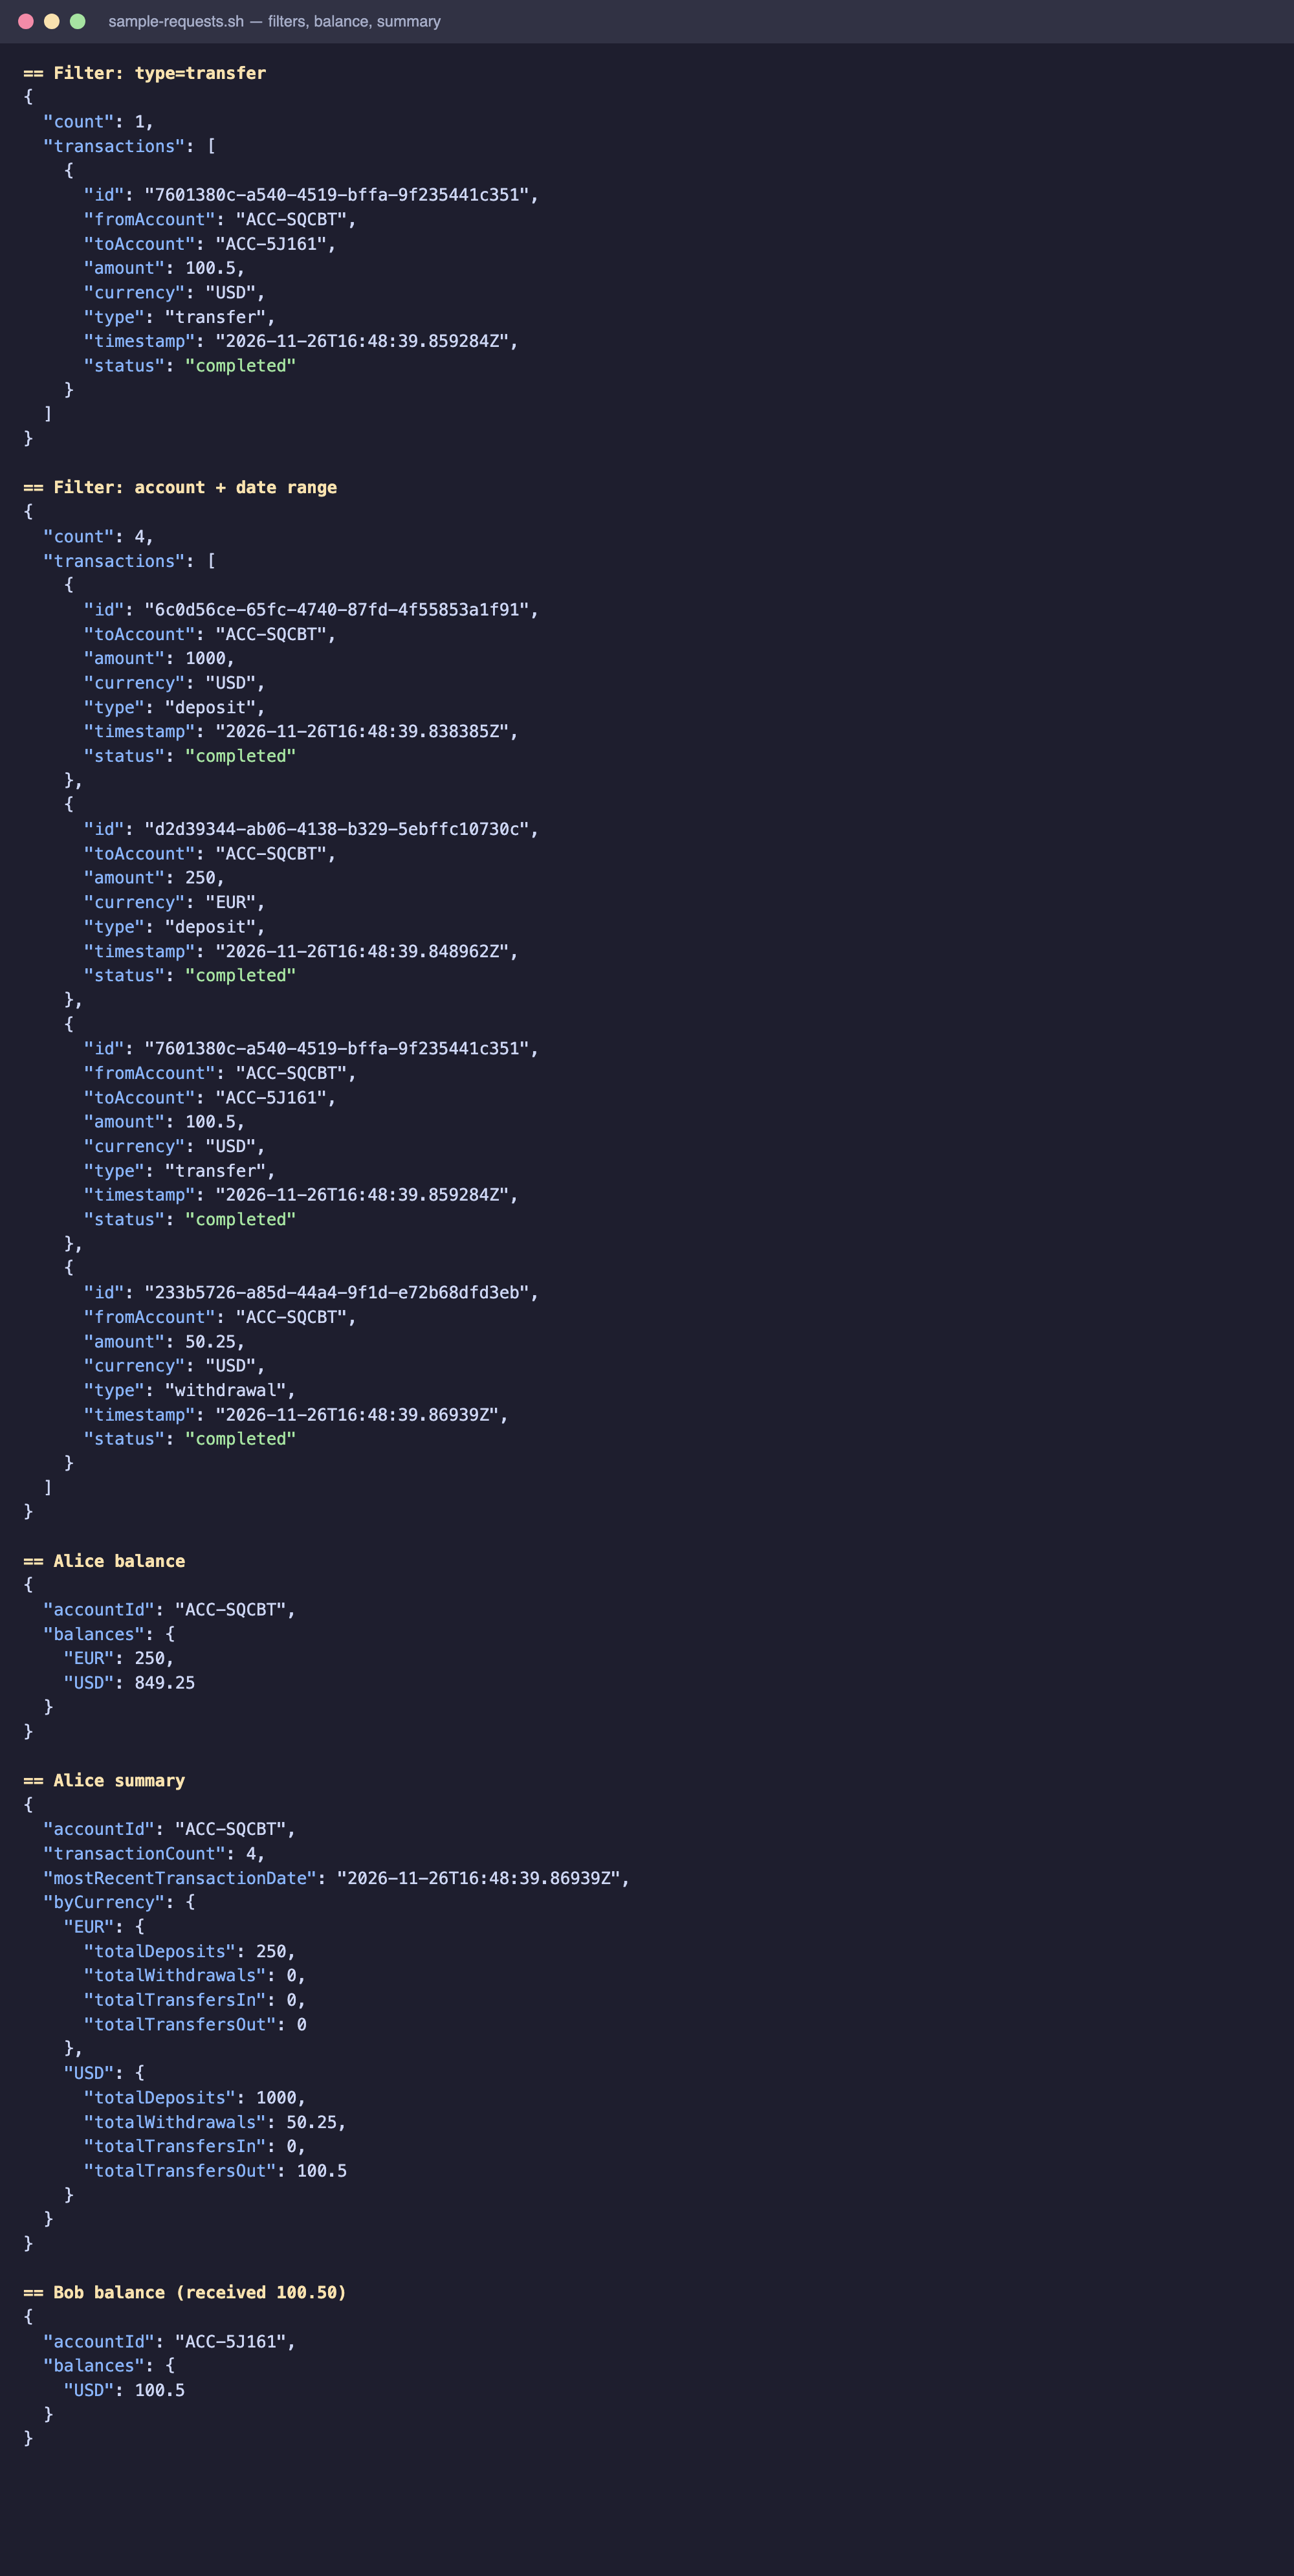 sample-requests.sh — filters, balance, summary
== Filter: type=transfer
{
  "count": 1,
  "transactions": [
    {
      "id": "7601380c-a540-4519-bffa-9f235441c351",
      "fromAccount": "ACC-SQCBT",
      "toAccount": "ACC-5J161",
      "amount": 100.5,
      "currency": "USD",
      "type": "transfer",
      "timestamp": "2026-11-26T16:48:39.859284Z",
      "status": "completed"
    }
  ]
}
== Filter: account + date range
{
  "count": 4,
  "transactions": [
    {
      "id": "6c0d56ce-65fc-4740-87fd-4f55853a1f91",
      "toAccount": "ACC-SQCBT",
      "amount": 1000,
      "currency": "USD",
      "type": "deposit",
      "timestamp": "2026-11-26T16:48:39.838385Z",
      "status": "completed"
    },
    {
      "id": "d2d39344-ab06-4138-b329-5ebffc10730c",
      "toAccount": "ACC-SQCBT",
      "amount": 250,
      "currency": "EUR",
      "type": "deposit",
      "timestamp": "2026-11-26T16:48:39.848962Z",
      "status": "completed"
    },
    {
      "id": "7601380c-a540-4519-bffa-9f235441c351",
      "fromAccount": "ACC-SQCBT",
      "toAccount": "ACC-5J161",
      "amount": 100.5,
      "currency": "USD",
      "type": "transfer",
      "timestamp": "2026-11-26T16:48:39.859284Z",
      "status": "completed"
    },
    {
      "id": "233b5726-a85d-44a4-9f1d-e72b68dfd3eb",
      "fromAccount": "ACC-SQCBT",
      "amount": 50.25,
      "currency": "USD",
      "type": "withdrawal",
      "timestamp": "2026-11-26T16:48:39.86939Z",
      "status": "completed"
    }
  ]
}
== Alice balance
{
  "accountId": "ACC-SQCBT",
  "balances": {
    "EUR": 250,
    "USD": 849.25
  }
}
== Alice summary
{
  "accountId": "ACC-SQCBT",
  "transactionCount": 4,
  "mostRecentTransactionDate": "2026-11-26T16:48:39.86939Z",
  "byCurrency": {
    "EUR": {
      "totalDeposits": 250,
      "totalWithdrawals": 0,
      "totalTransfersIn": 0,
      "totalTransfersOut": 0
    },
    "USD": {
      "totalDeposits": 1000,
      "totalWithdrawals": 50.25,
      "totalTransfersIn": 0,
      "totalTransfersOut": 100.5
    }
  }
}
== Bob balance (received 100.50)
{
  "accountId": "ACC-5J161",
  "balances": {
    "USD": 100.5
  }
}